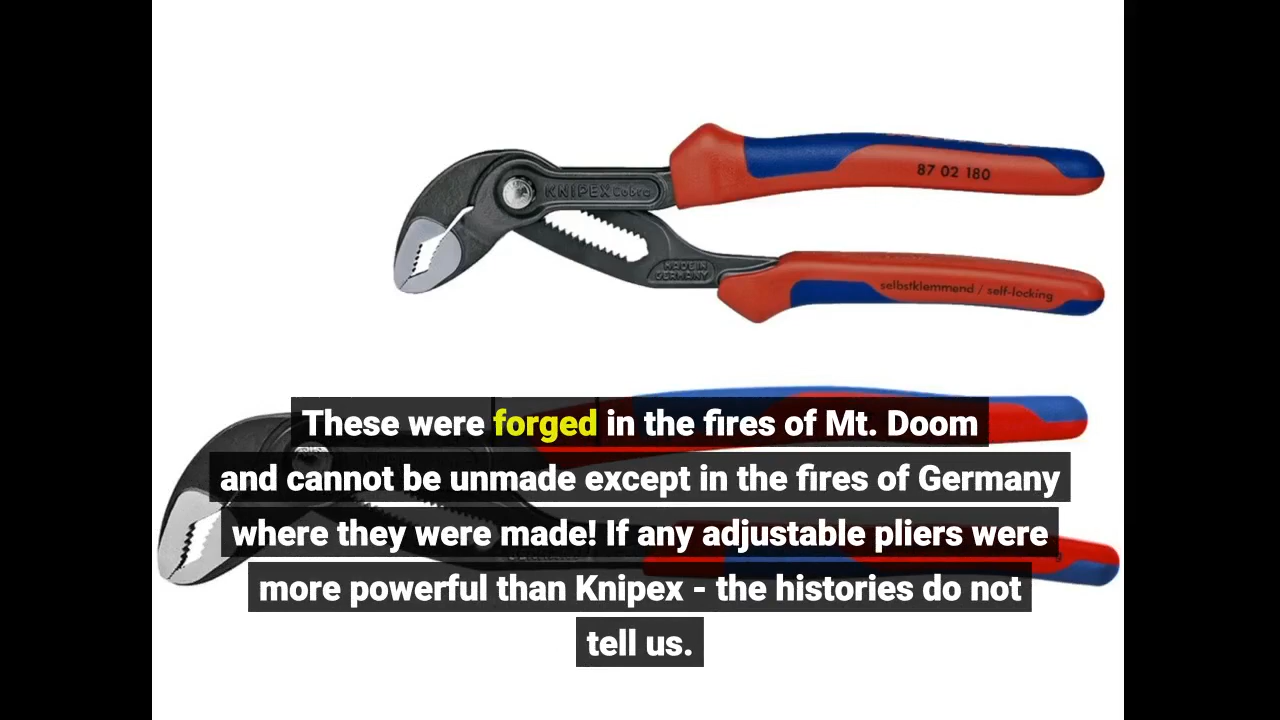 KNIPEX Cobra
87 02 180
MADE IN
GERMANY
selbstklemmend / self-locking
These were forged in the fires of Mt. Doom
and cannot be unmade except in the fires of Germany
where they were made! If any adjustable pliers were
more powerful than Knipex - the histories do not
tell us.